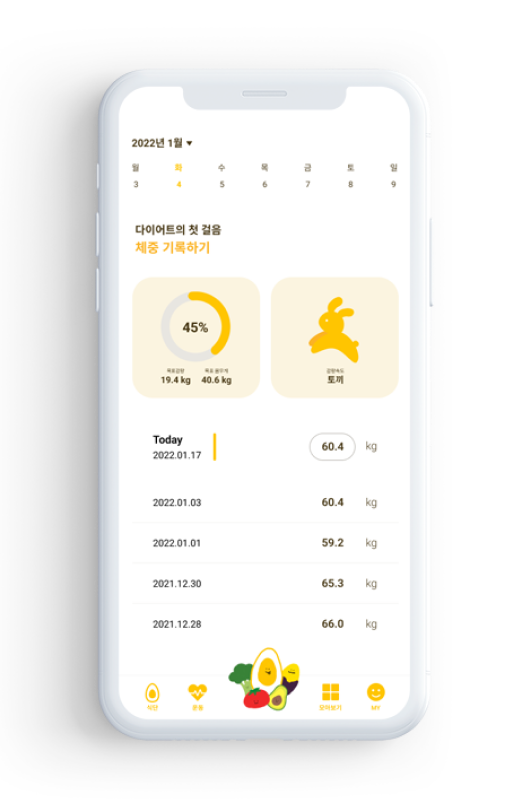 2022년 1월 ▼
월 화 수 목 금 토 일
3 4 5 6 7 8 9
다이어트의 첫 걸음
체중 기록하기
45%
목표감량 목표 몸무게
19.4 kg 40.6 kg
감량속도
토끼
Today
2022.01.17 60.4 kg
2022.01.03 60.4 kg
2022.01.01 59.2 kg
2021.12.30 65.3 kg
2021.12.28 66.0 kg
식단 운동 모아보기 MY